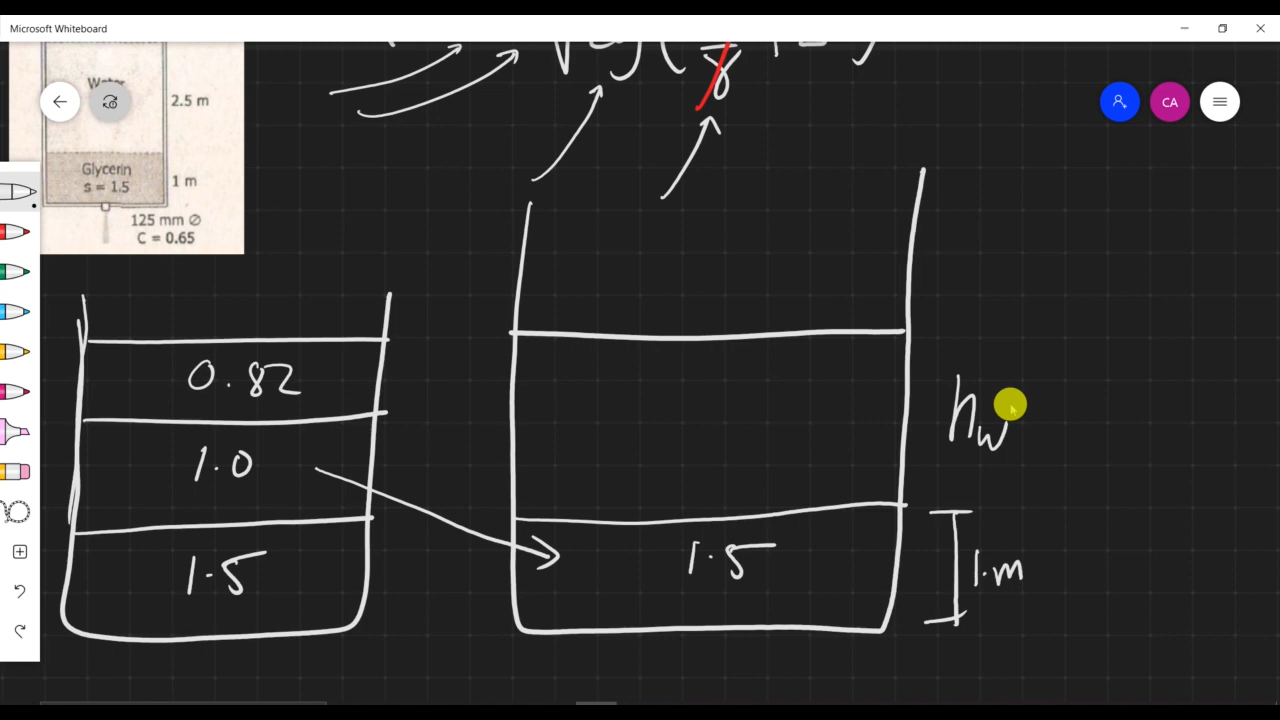 Microsoft Whiteboard
2.5 m
Glycerin
s = 1.5
1 m
125 mm ∅
C = 0.65
CA
γ
0.82
1.0
1.5
1.5
hw
1.m